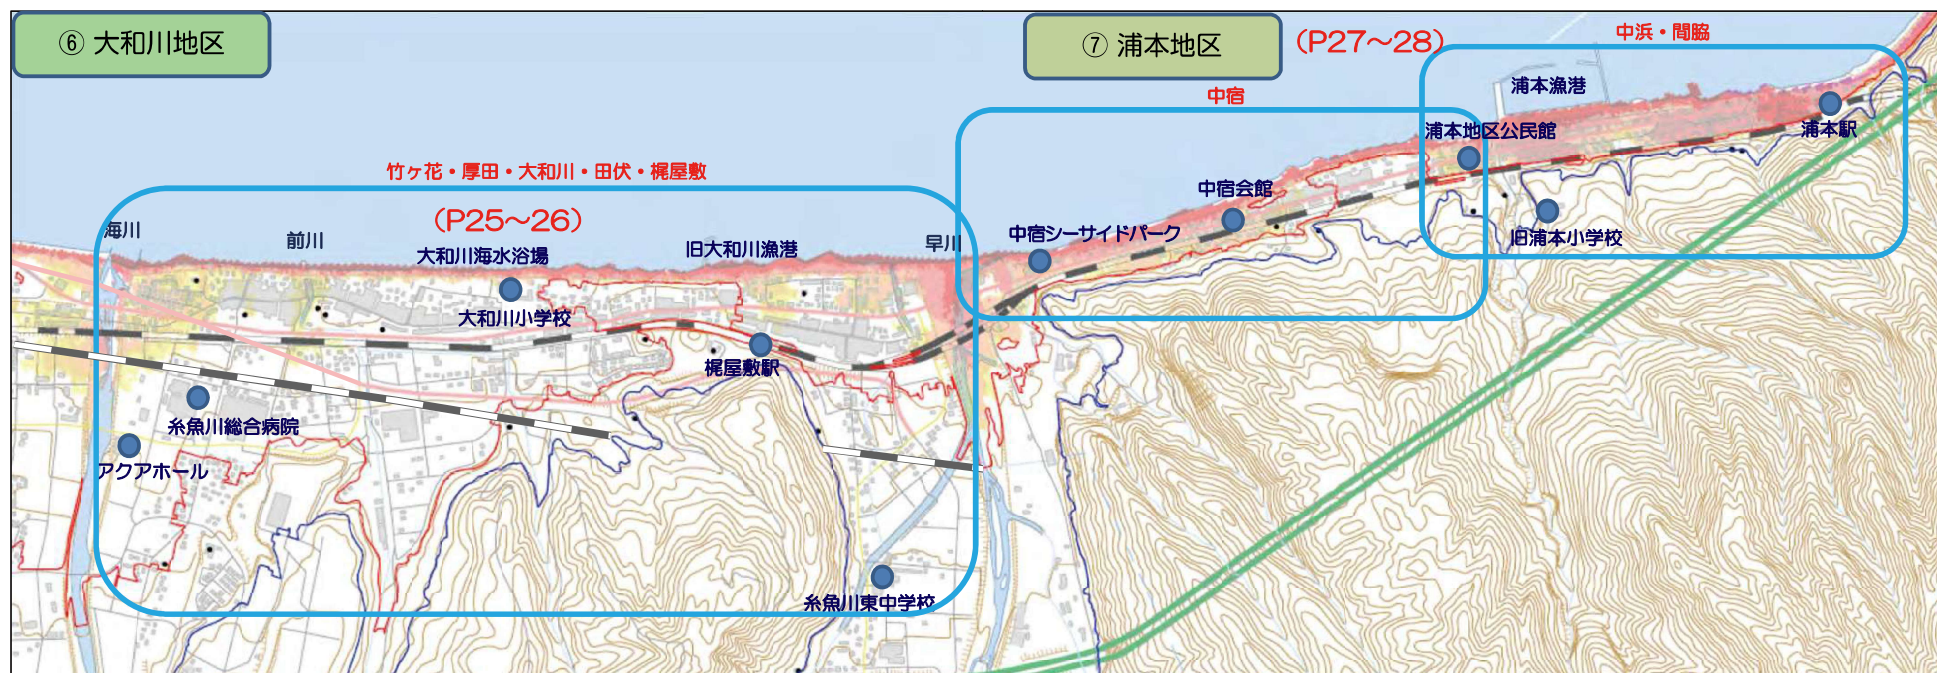 ⑥ 大和川地区
⑦ 浦本地区
(P27～28)
中浜・間脇
浦本漁港
中宿
浦本地区公民館
浦本駅
竹ヶ花・厚田・大和川・田伏・梶屋敷
(P25～26)
中宿会館
海川
前川
大和川海水浴場
旧大和川漁港
早川
中宿シーサイドパーク
旧浦本小学校
大和川小学校
梶屋敷駅
糸魚川総合病院
アクアホール
糸魚川東中学校